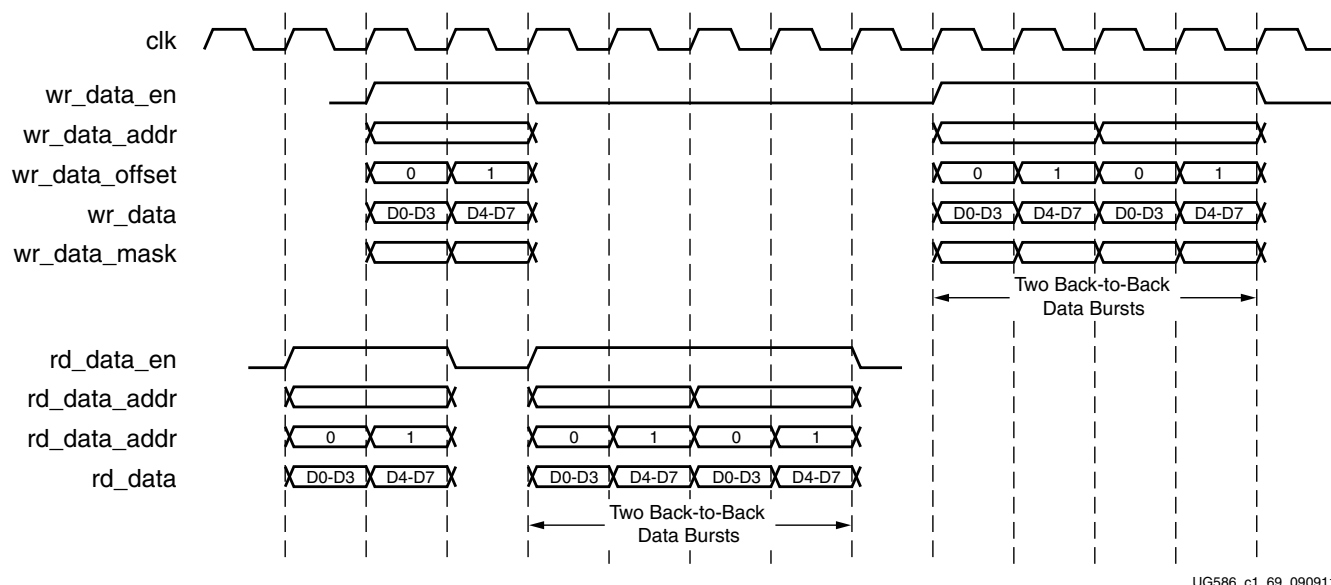 clk
wr_data_en
wr_data_addr
wr_data_offset 0 1 0 1 0 1
wr_data D0-D3 D4-D7 D0-D3 D4-D7 D0-D3 D4-D7
wr_data_mask
Two Back-to-Back
Data Bursts
rd_data_en
rd_data_addr
rd_data_addr 0 1 0 1 0 1
rd_data D0-D3 D4-D7 D0-D3 D4-D7 D0-D3 D4-D7
Two Back-to-Back
Data Bursts